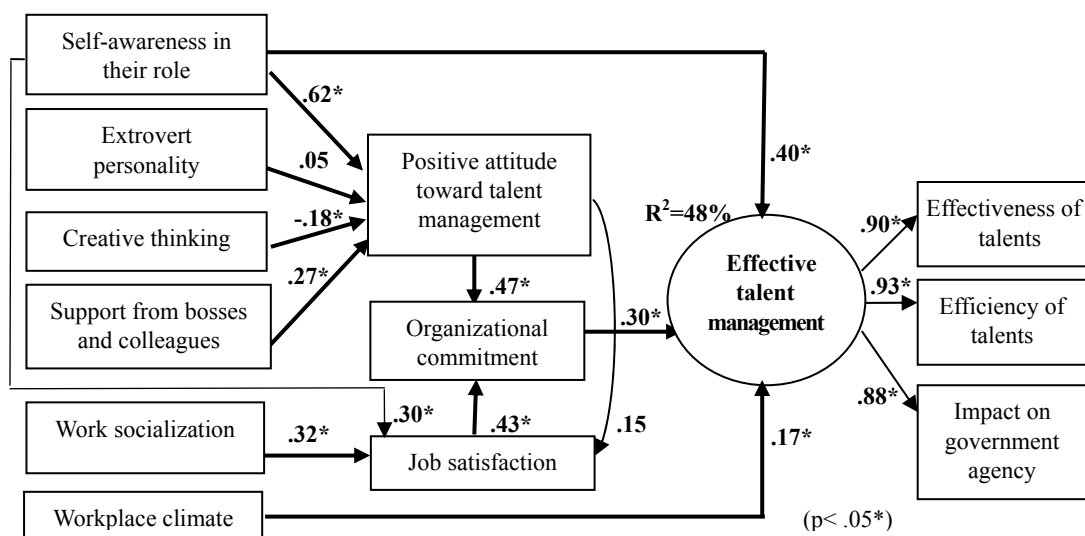 Self-awareness in
their role
.62*
Extrovert
personality
.05
Creative thinking
-.18*
Support from bosses
and colleagues
.27*
Work socialization
.32*
Workplace climate
Positive attitude
toward talent
management
.47*
Organizational
commitment
.30*
.30*
.43*
.15
Job satisfaction
.40*
R²=48%
Effective
talent
management
.17*
.90*
Effectiveness of
talents
.93*
Efficiency of
talents
.88*
Impact on
government
agency
(p< .05*)